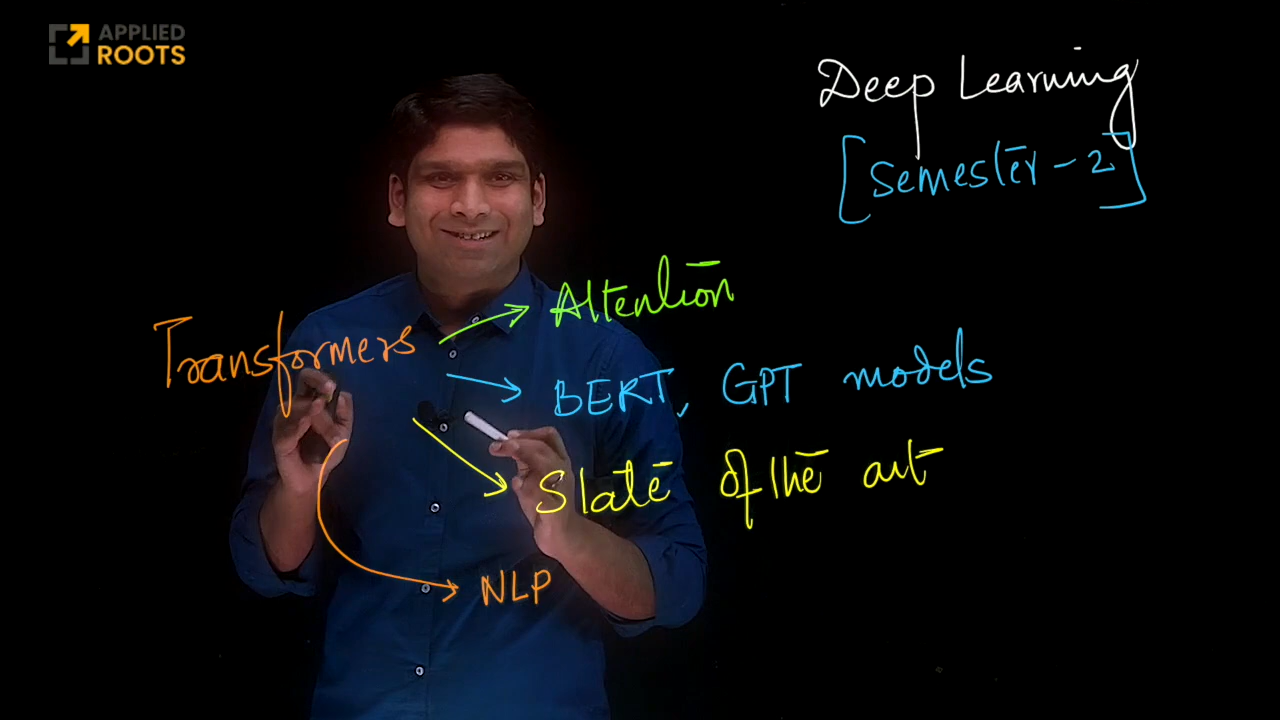 APPLIED
ROOTS
Deep Learning
[Semester - 2]
Transformers
Attention
BERT, GPT models
State of the art
NLP